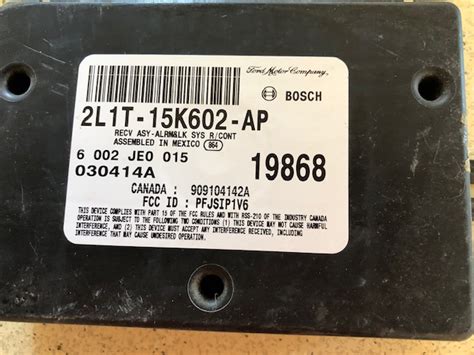 Ford Motor Company,
BOSCH
2L1T-15K602-AP
RECV ASY-ALRM&LK SYS R/CONT
ASSEMBLED IN MEXICO 864
6 002 JE0 015
19868
030414A
CANADA : 909104142A
FCC ID : PFJSIP1V6
THIS DEVICE COMPLIES WITH PART 15 OF THE FCC RULES AND WITH RSS-210 OF THE INDUSTRY CANADA
OPERATION IS SUBJECT TO THE FOLLOWING TWO CONDITIONS (1) THIS DEVICE MAY NOT CAUSE HARMFUL
INTERFERENCE, AND (2) THIS DEVICE MUST ACCEPT ANY INTERFERENCE RECEIVED, INCLUDING INTERFERENCE
THAT MAY CAUSE UNDESIRED OPERATION.